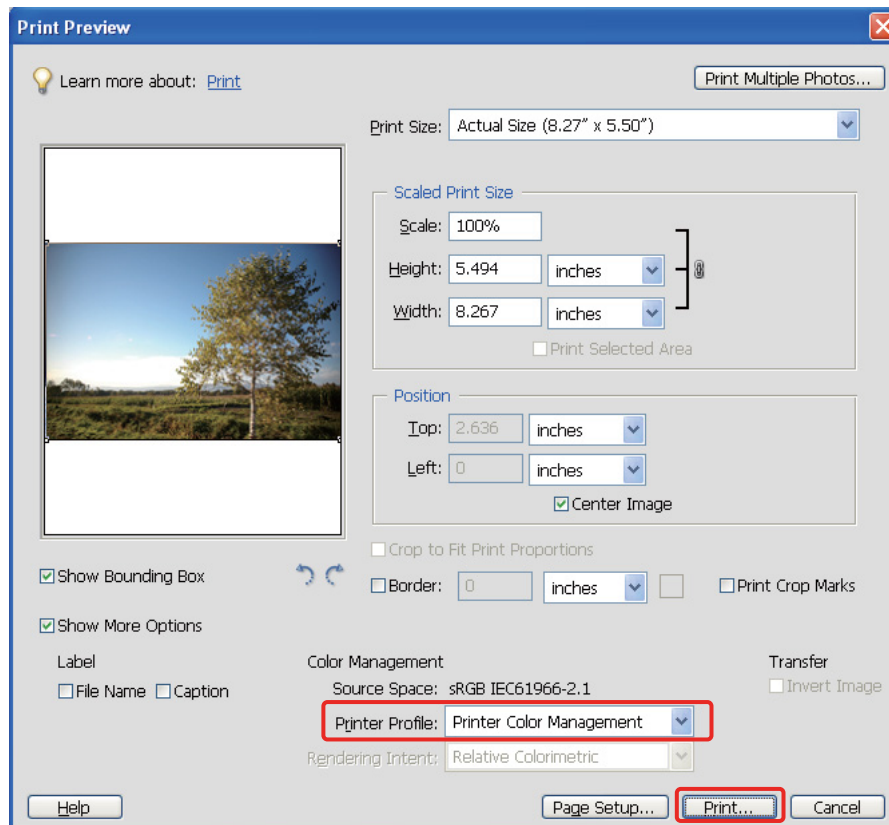 Print Preview
Learn more about: Print
Print Multiple Photos...
Print Size: Actual Size (8.27" x 5.50")
Scaled Print Size
Scale: 100%
Height: 5.494 inches
Width: 8.267 inches
Print Selected Area
Position
Top: 2.636 inches
Left: 0 inches
Center Image
Crop to Fit Print Proportions
Show Bounding Box
Border: 0 inches
Print Crop Marks
Show More Options
Label
Color Management
Transfer
File Name Caption
Source Space: sRGB IEC61966-2.1
Invert Image
Printer Profile: Printer Color Management
Rendering Intent: Relative Colorimetric
Help
Page Setup...
Print...
Cancel